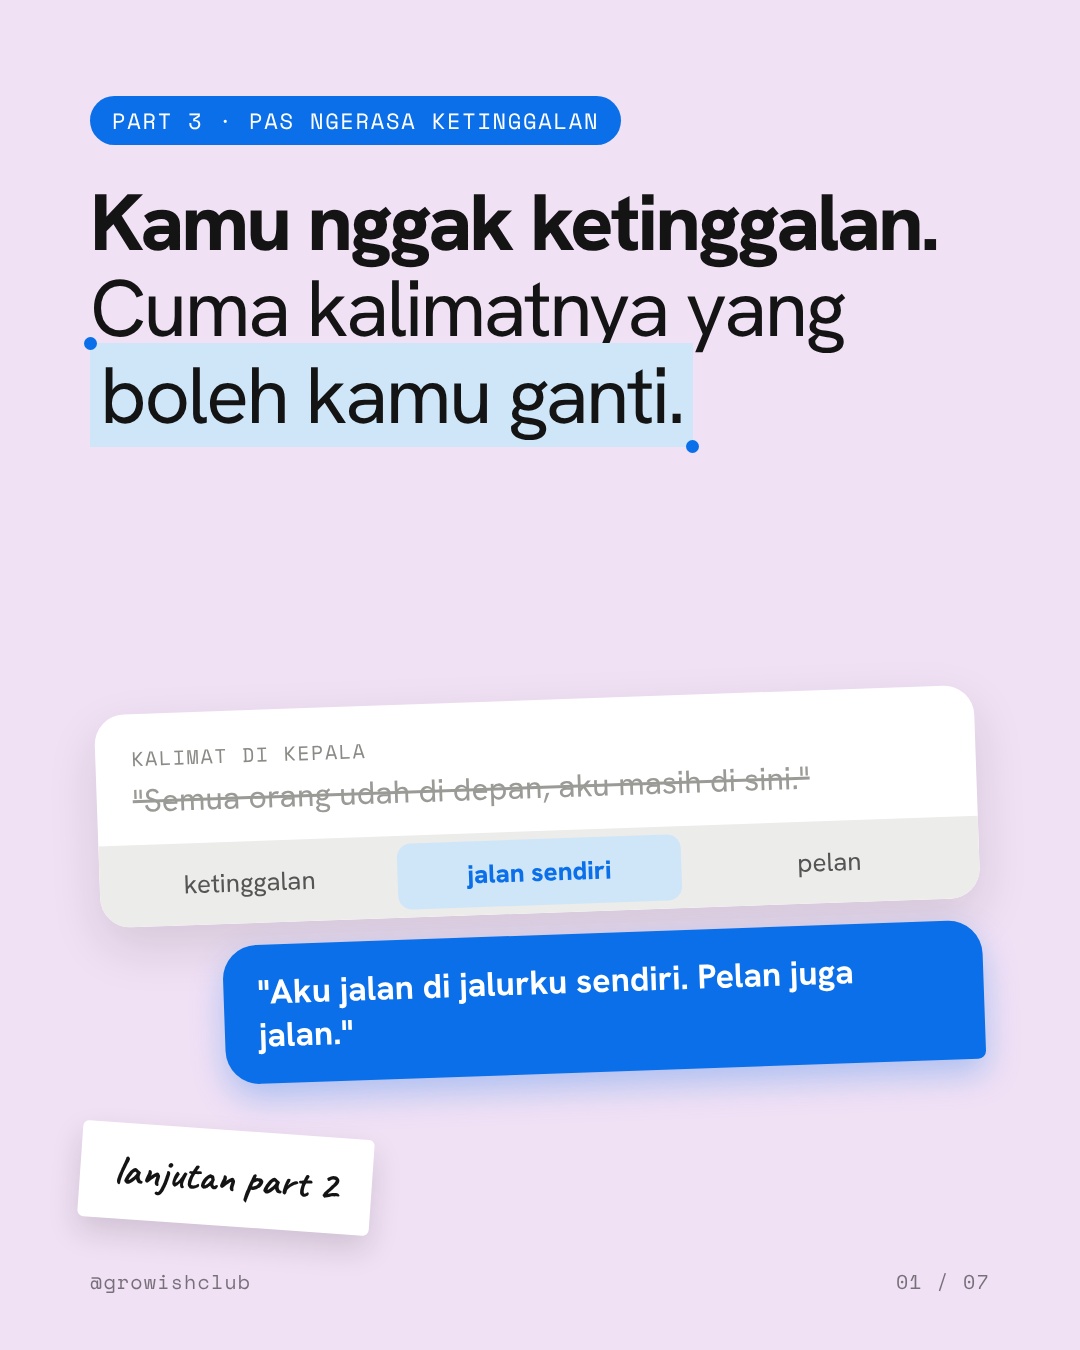 PART 3 · PAS NGERASA KETINGGALAN
Kamu nggak ketinggalan.
Cuma kalimatnya yang
boleh kamu ganti.
KALIMAT DI KEPALA
"Semua orang udah di depan, aku masih di sini."
ketinggalan jalan sendiri pelan
"Aku jalan di jalurku sendiri. Pelan juga
jalan."
lanjutan part 2
@growishclub 01 / 07